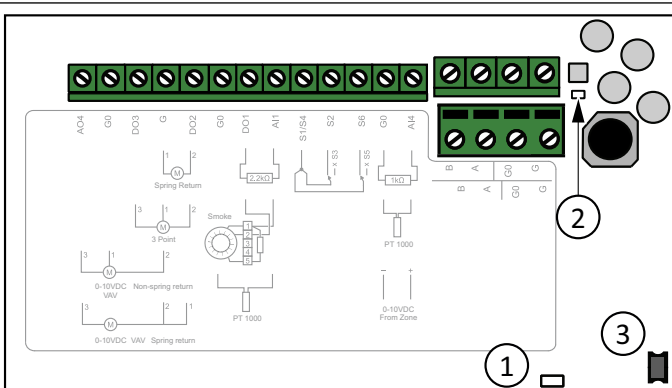 AO4 G0 DO3 G DO2 G0 DO1 AI1 S1/S4 S2 S6 G0 AI4
B A G0 G
B A G0 G
x S3
x S5
1 2
M
Spring Return
2,2kΩ
1kΩ
3 1 2
M
3 Point
Smoke
1
2
3
4
5
PT 1000
3 1 2
M
0-10VDC Non-spring return
VAV
PT 1000
3 2 1
M
0-10VDC VAV Spring return
− +
0-10VDC
From Zone
2
3
1